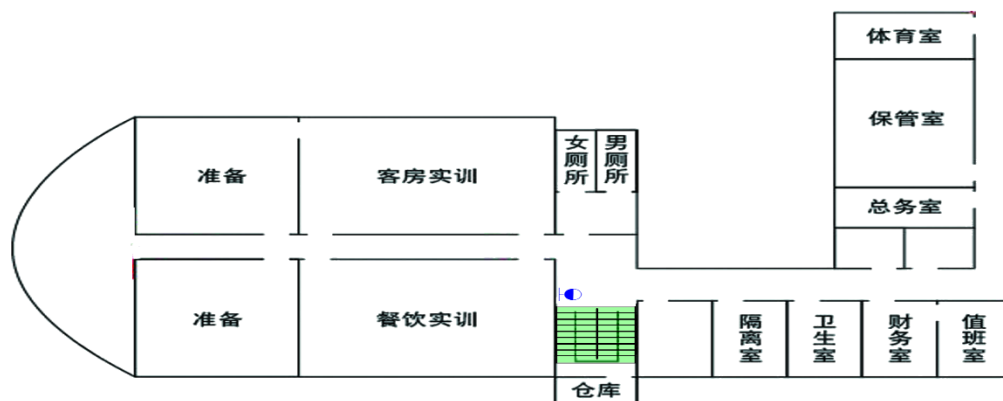 体育室
保管室
女厕所
男厕所
准备
客房实训
总务室
准备
餐饮实训
隔离室
卫生室
财务室
值班室
仓库